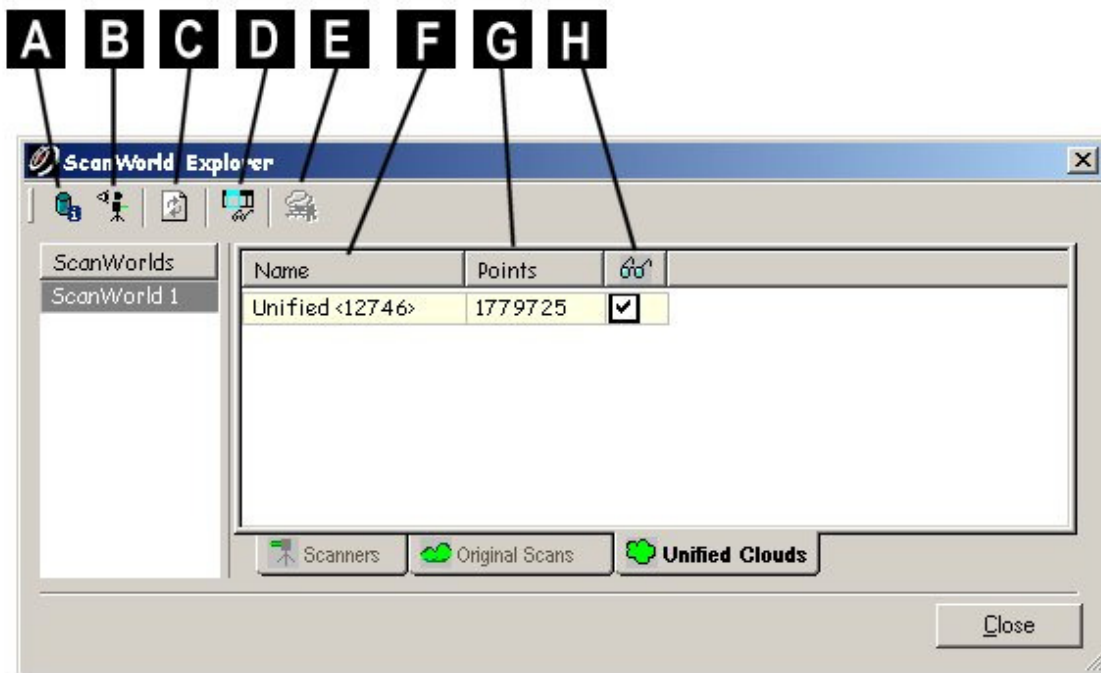 A B C D E F G H
ScanWorld Explorer
ScanWorlds
ScanWorld 1
Name Points
Unified <12746> 1779725
Scanners Original Scans Unified Clouds
Close